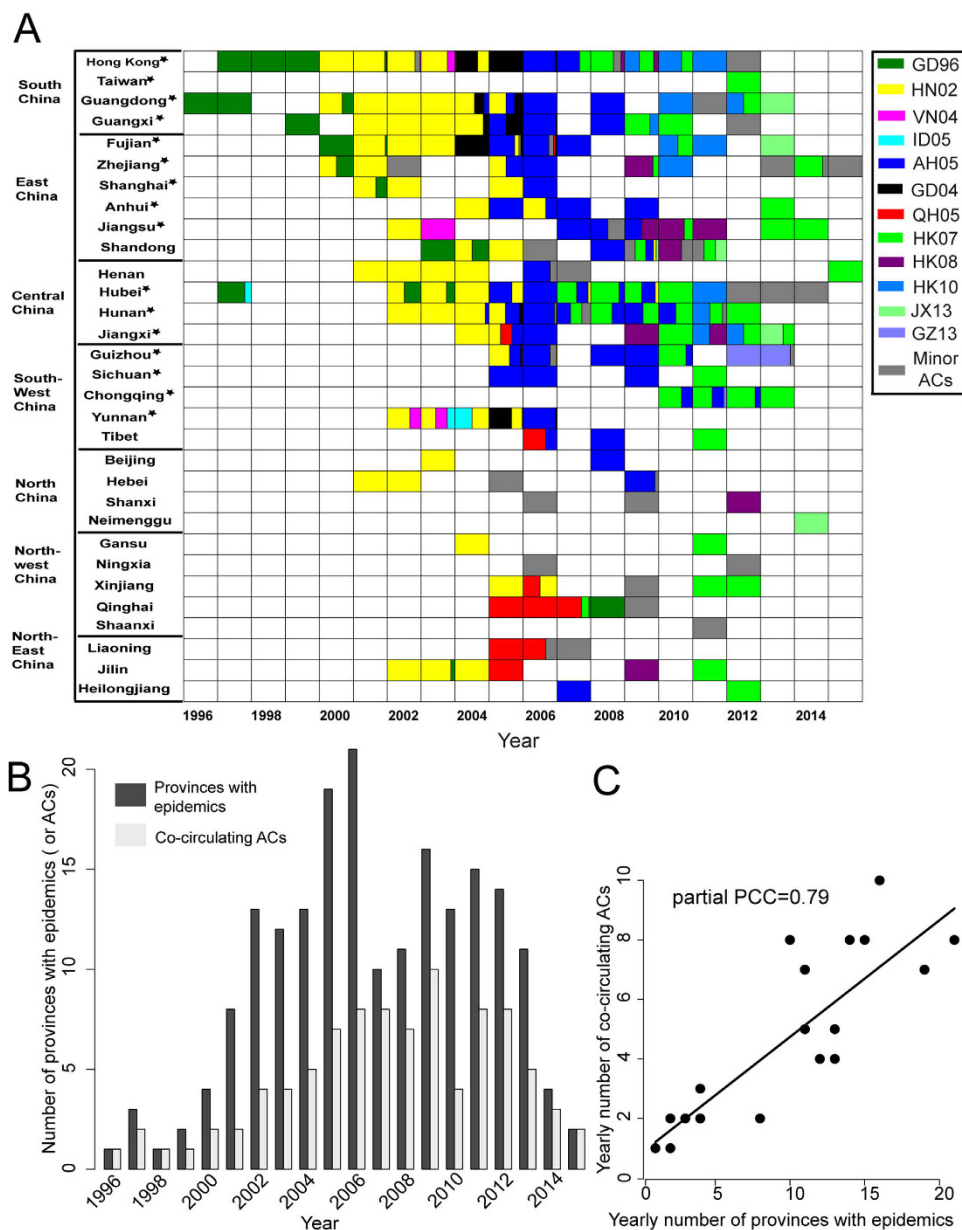 A
South
China
Hong Kong★
Taiwan★
Guangdong★
Guangxi★
East
China
Fujian★
Zhejiang★
Shanghai★
Anhui★
Jiangsu★
Shandong
Central
China
Henan
Hubei★
Hunan★
Jiangxi★
South-
West
China
Guizhou★
Sichuan★
Chongqing★
Yunnan★
Tibet
North
China
Beijing
Hebei
Shanxi
Neimenggu
North-
west
China
Gansu
Ningxia
Xinjiang
Qinghai
Shaanxi
North-
East
China
Liaoning
Jilin
Heilongjiang
1996 1998 2000 2002 2004 2006 2008 2010 2012 2014
Year
GD96
HN02
VN04
ID05
AH05
GD04
QH05
HK07
HK08
HK10
JX13
GZ13
Minor
ACs
B
Number of provinces with epidemics ( or ACs)
20
15
10
5
0
Provinces with
epidemics
Co-circulating ACs
1996 1998 2000 2002 2004 2006 2008 2010 2012 2014
Year
C
partial PCC=0.79
Yearly number of co-circulating ACs
10
8
6
4
2
0
0 5 10 15 20
Yearly number of provinces with epidemics